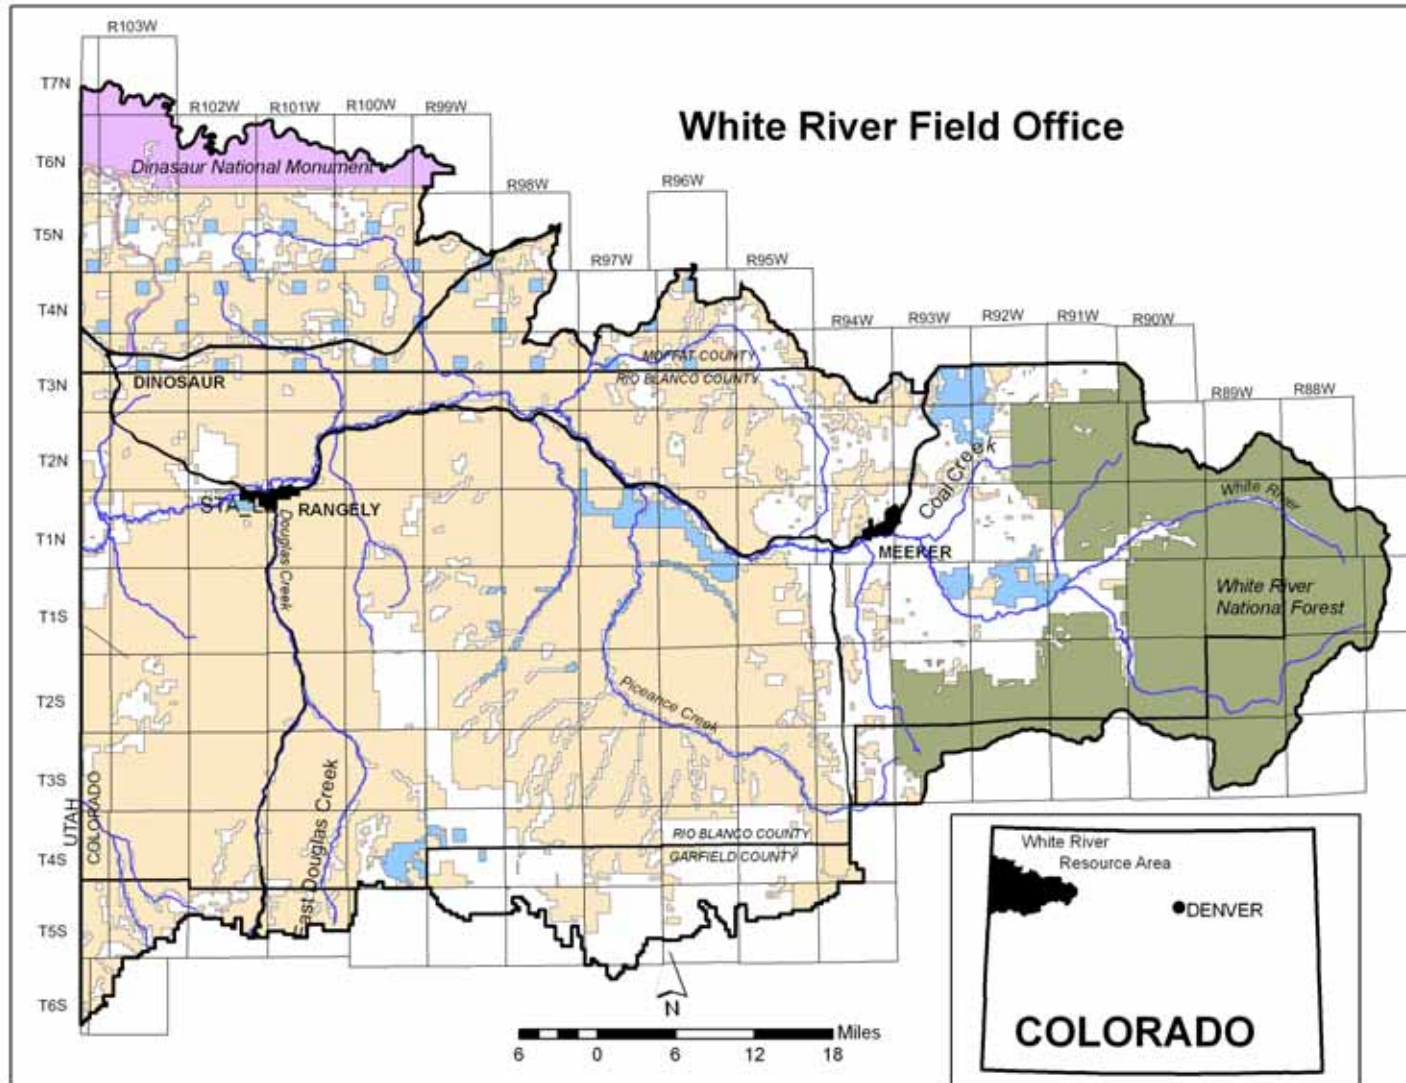 R103W
T7N
R102W R101W R100W R99W
White River Field Office
T6N
Dinasaur National Monument
R98W
R96W
T5N
R97W
R95W
T4N
R94W R93W R92W R91W R90W
MOFFAT COUNTY
RIO BLANCO COUNTY
T3N
DINOSAUR
R89W R88W
T2N
Coal Creek
White River
STA_L
RANGELY
Douglas Creek
T1N
MEEKER
White River
National Forest
T1S
T2S
Piceance Creek
T3S
UTAH
COLORADO
East Douglas Creek
RIO BLANCO COUNTY
GARFIELD COUNTY
T4S
T5S
T6S
N
Miles
6 0 6 12 18
White River
Resource Area
DENVER
COLORADO